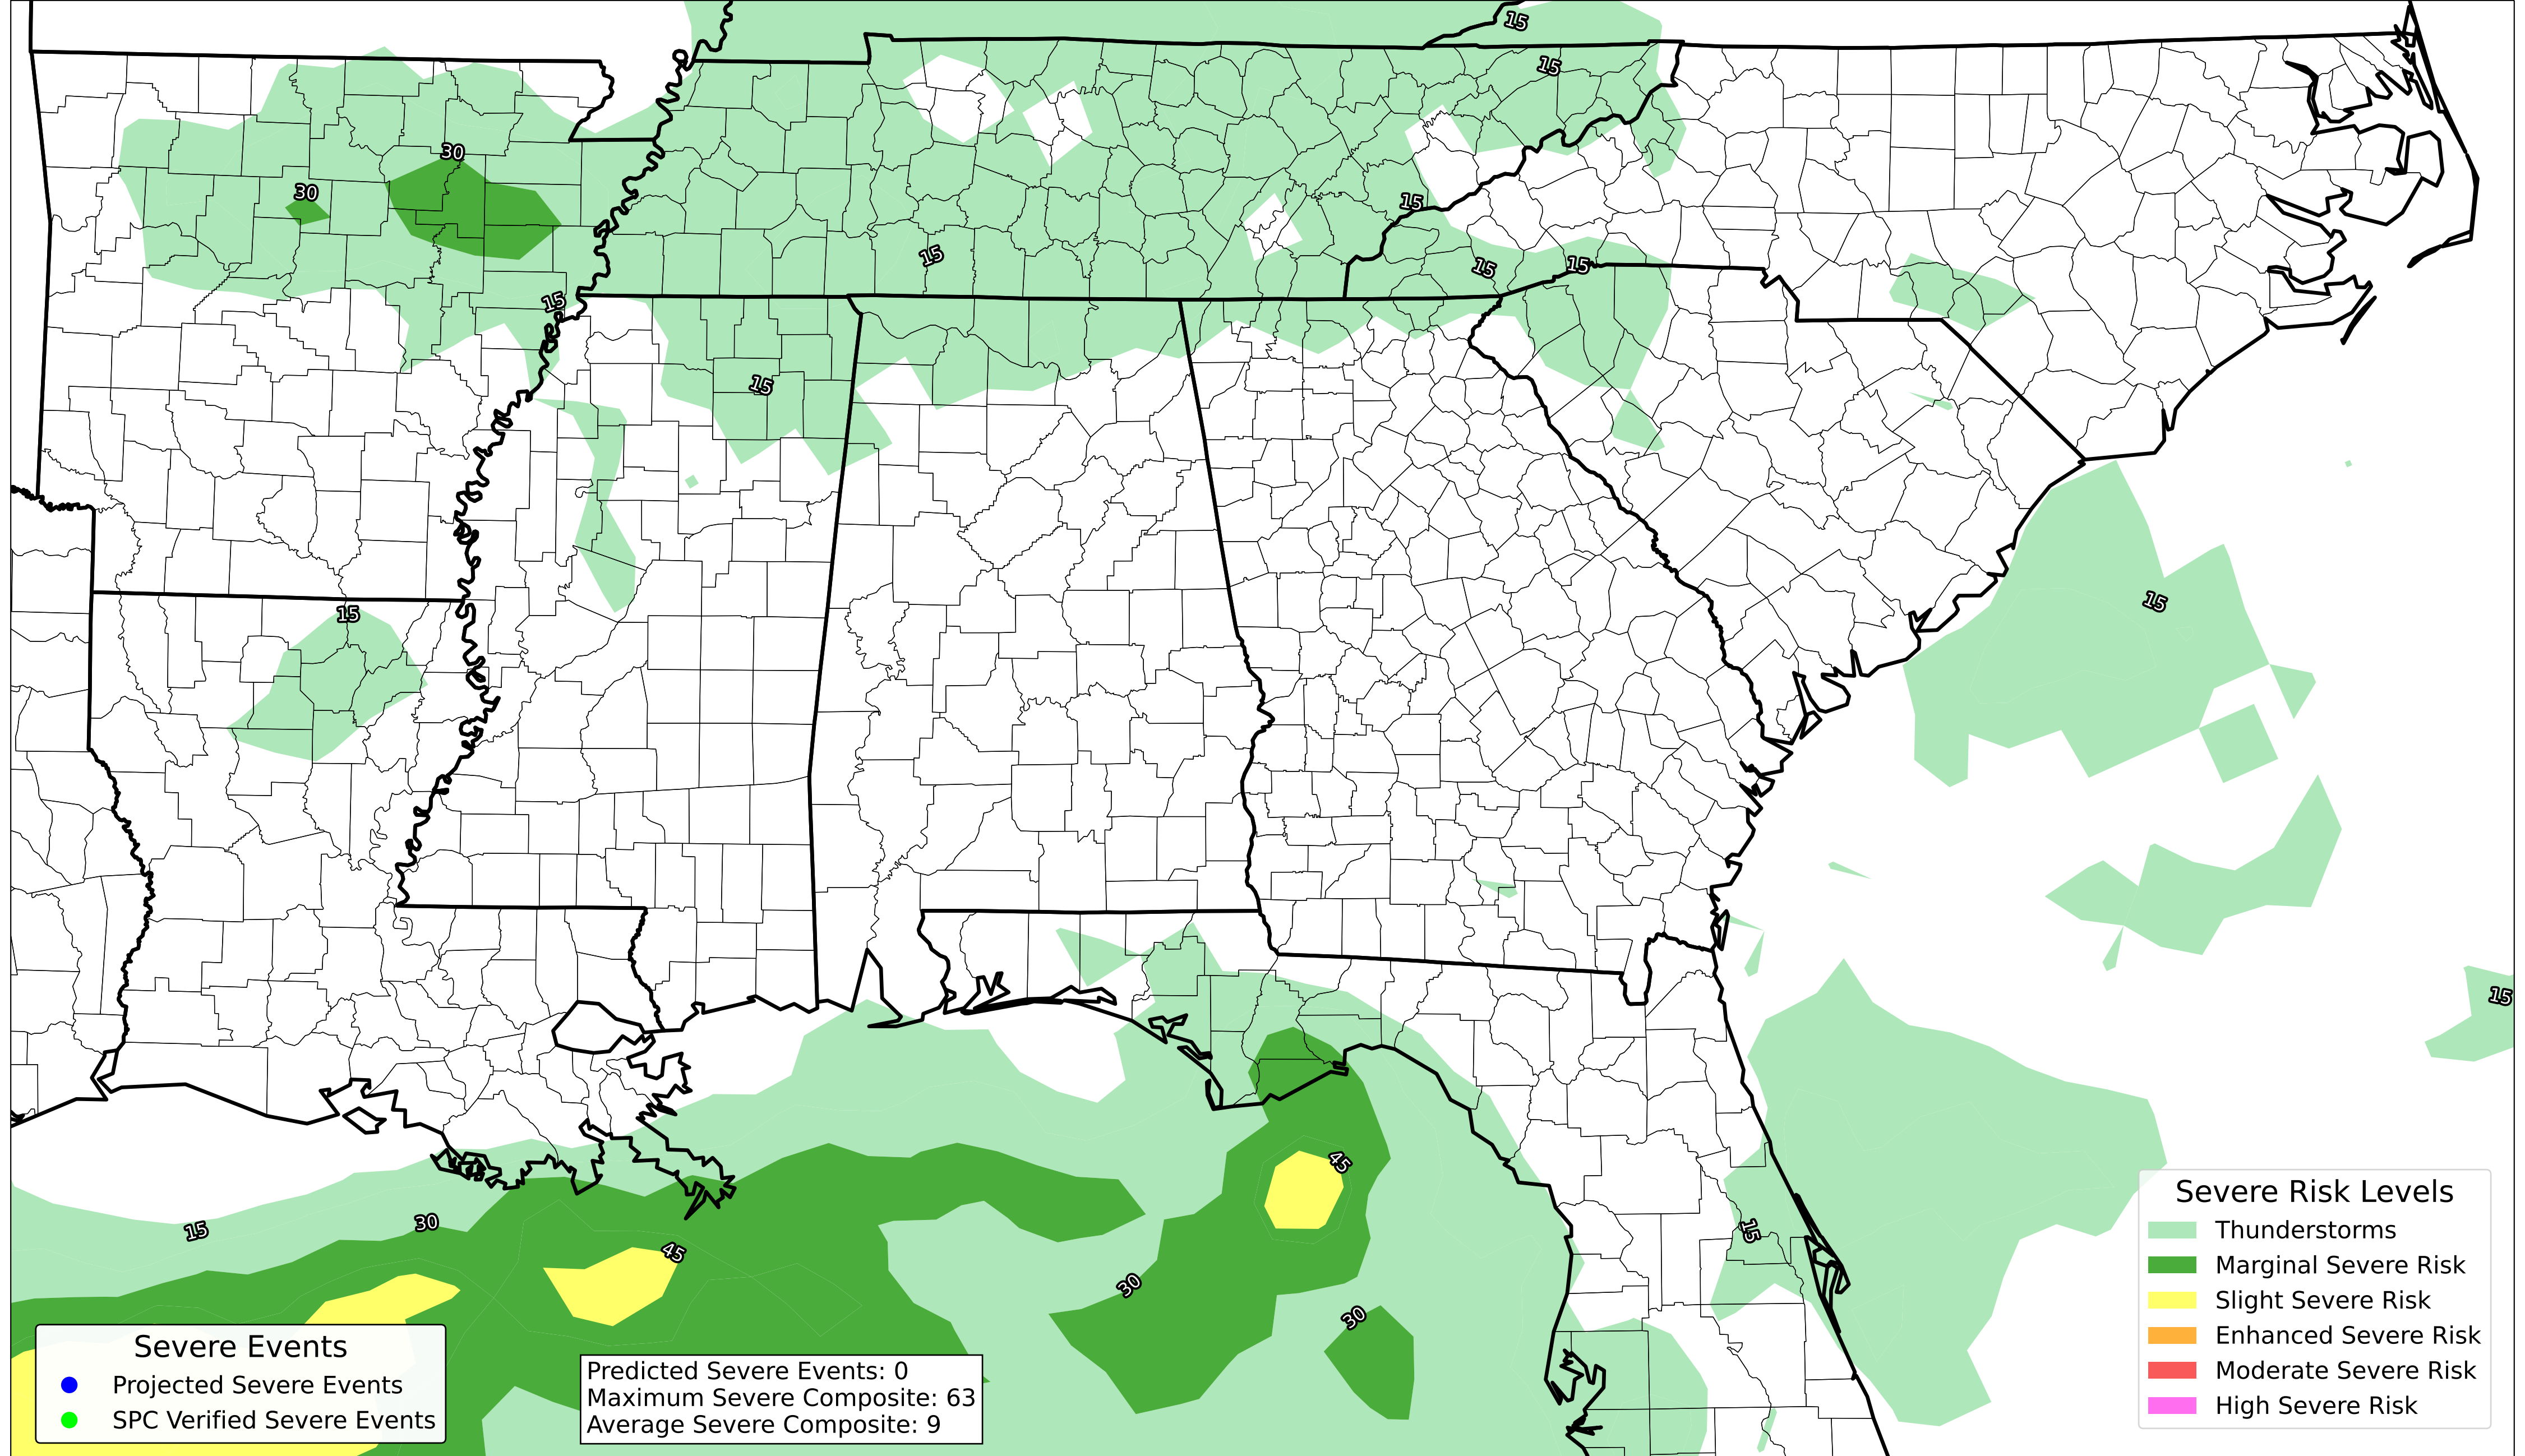 15
15
30
30
15
15
15
15
15
15
15
15
15
15
45
15
30
15
45
30
30
Severe Risk Levels
Thunderstorms
Marginal Severe Risk
Slight Severe Risk
Enhanced Severe Risk
Moderate Severe Risk
High Severe Risk
Severe Events
Projected Severe Events
SPC Verified Severe Events
Predicted Severe Events: 0
Maximum Severe Composite: 63
Average Severe Composite: 9